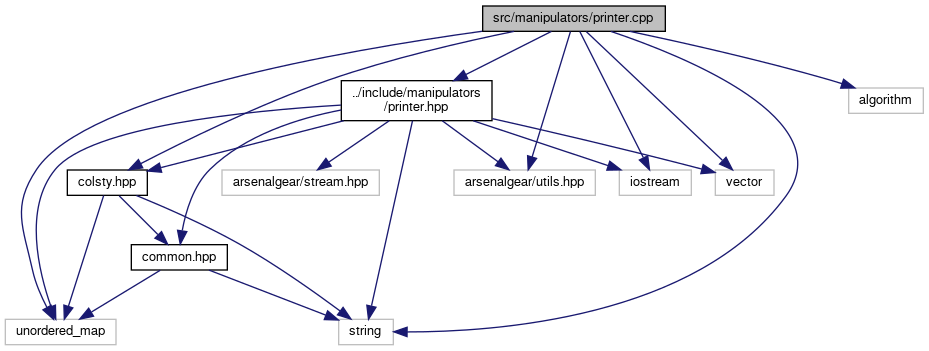 src/manipulators/printer.cpp
../include/manipulators
/printer.hpp
algorithm
colsty.hpp
arsenalgear/stream.hpp
arsenalgear/utils.hpp
iostream
vector
common.hpp
unordered_map
string